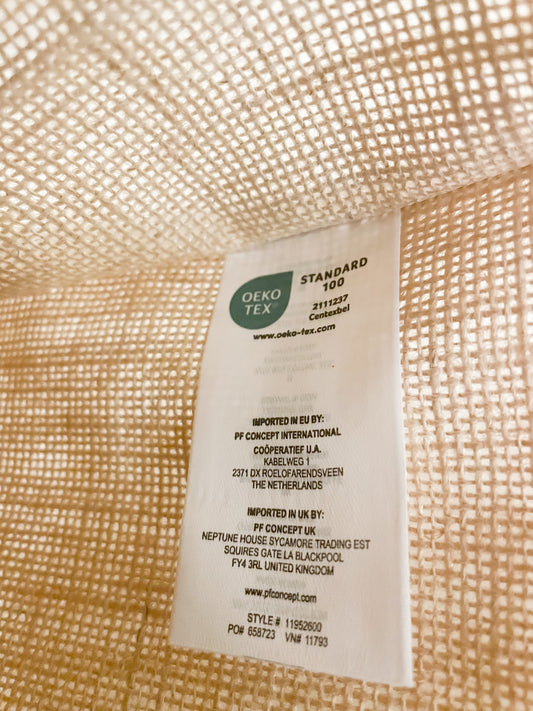 OEKO
TEX®
STANDARD
100
2111237
Centexbel
www.oeko-tex.com
IMPORTED IN EU BY:
PF CONCEPT INTERNATIONAL
COÖPERATIEF U.A.
KABELWEG 1
2371 DX ROELOFARENDSVEEN
THE NETHERLANDS
IMPORTED IN UK BY:
PF CONCEPT UK
NEPTUNE HOUSE SYCAMORE TRADING EST
SQUIRES GATE LA BLACKPOOL
FY4 3RL UNITED KINGDOM
www.pfconcept.com
STYLE# 11952600
PO# 658723 VN# 11793